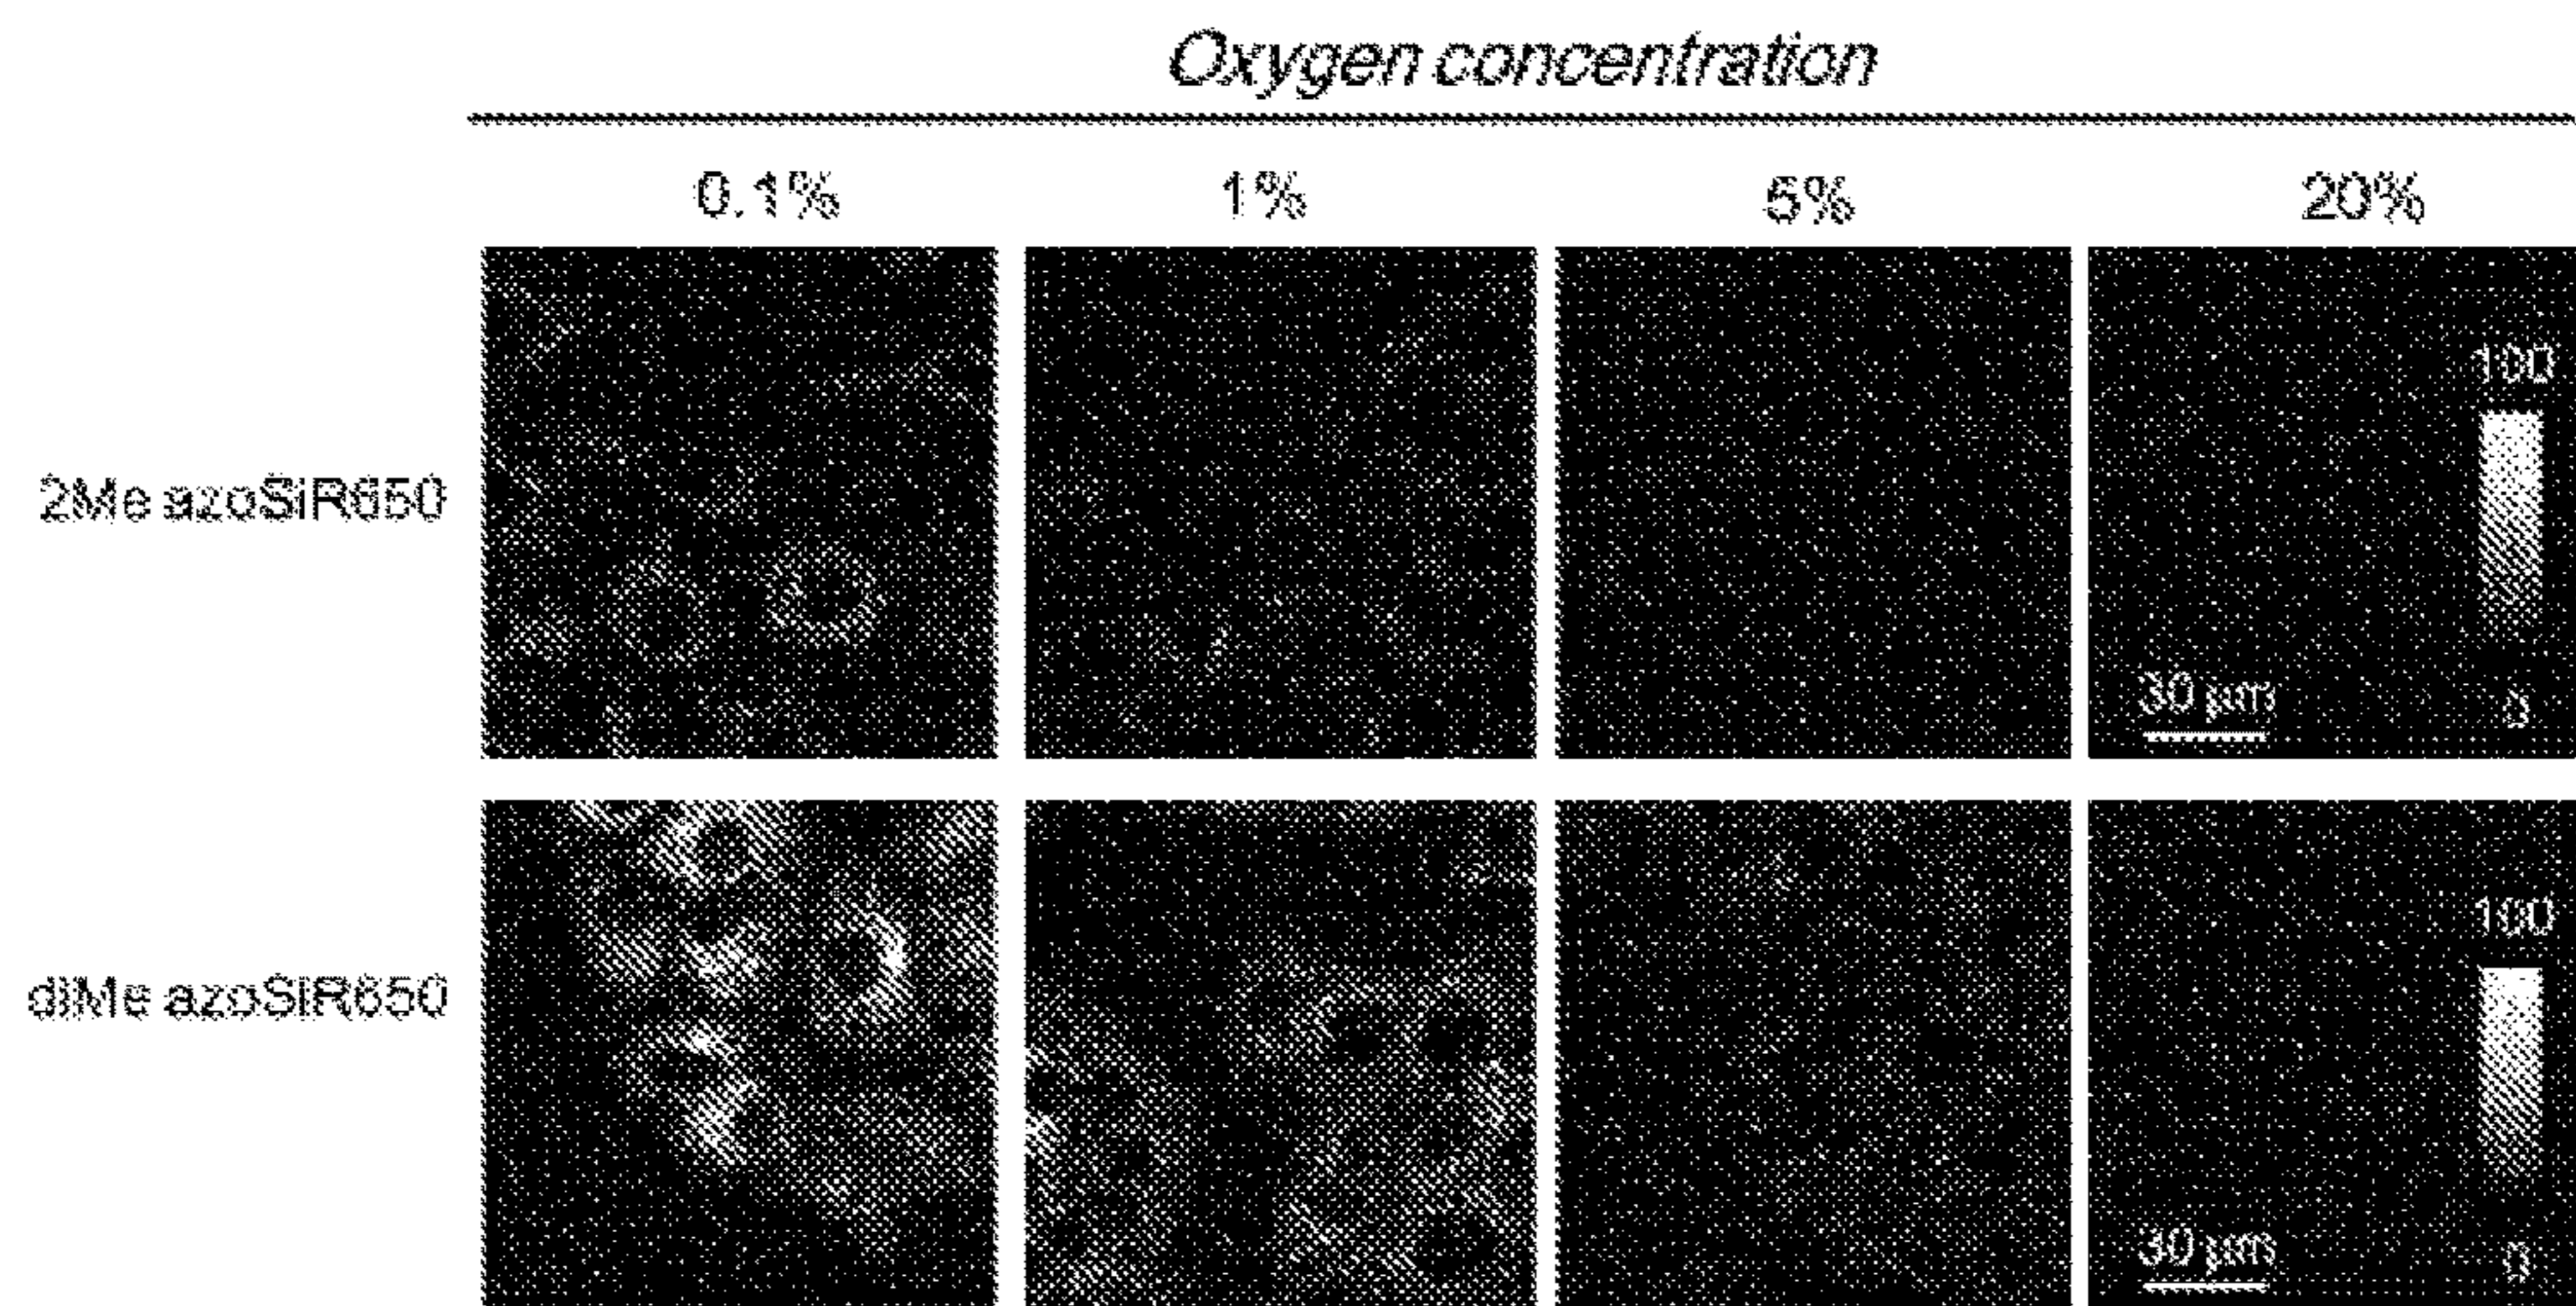 Oxygen concentration
0.1% 1% 5% 20%
100
2Me azoSiR650
30 µm 0
100
diMe azoSiR650
30 µm 0